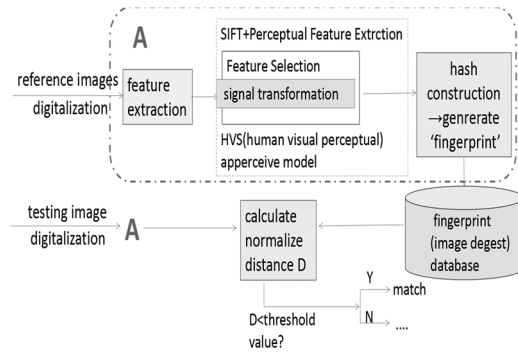 A
SIFT+Perceptual Feature Extrction
reference images
digitalization
feature
extraction
Feature Selection
signal transformation
HVS(human visual perceptual)
apperceive model
hash
construction
→genrerate
‘fingerprint’
testing image
digitalization
A
calculate
normalize
distance D
fingerprint
(image degest)
database
D<threshold
value?
Y
match
N
....